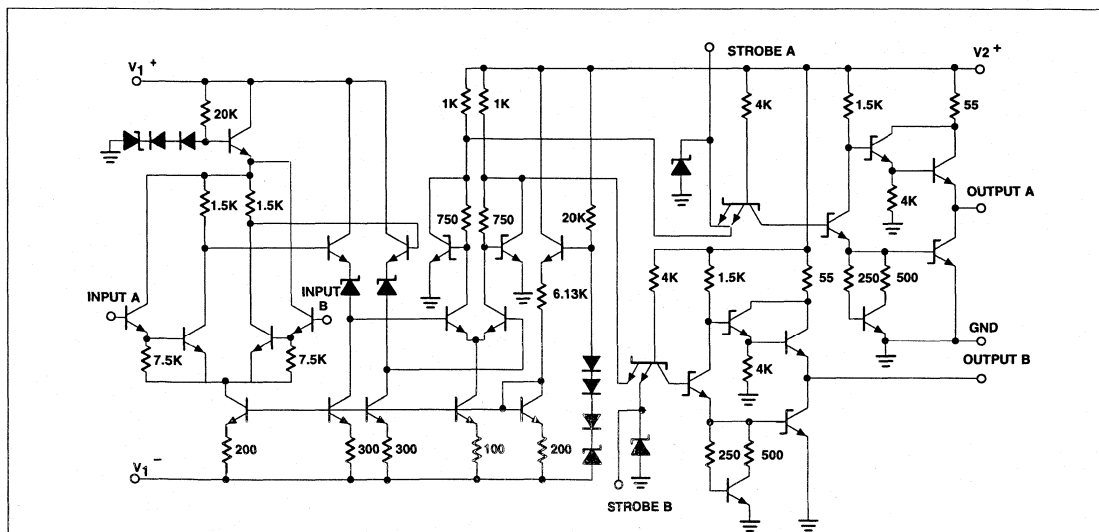 STROBE A
V2+
V1+
1K
1K
4K
1.5K
55
20K
1.5K
1.5K
750
750
20K
4K
OUTPUT A
INPUT A
INPUT B
6.13K
4K
1.5K
55
250
500
7.5K
7.5K
GND
4K
OUTPUT B
200
300
300
100
200
250
500
V1-
STROBE B